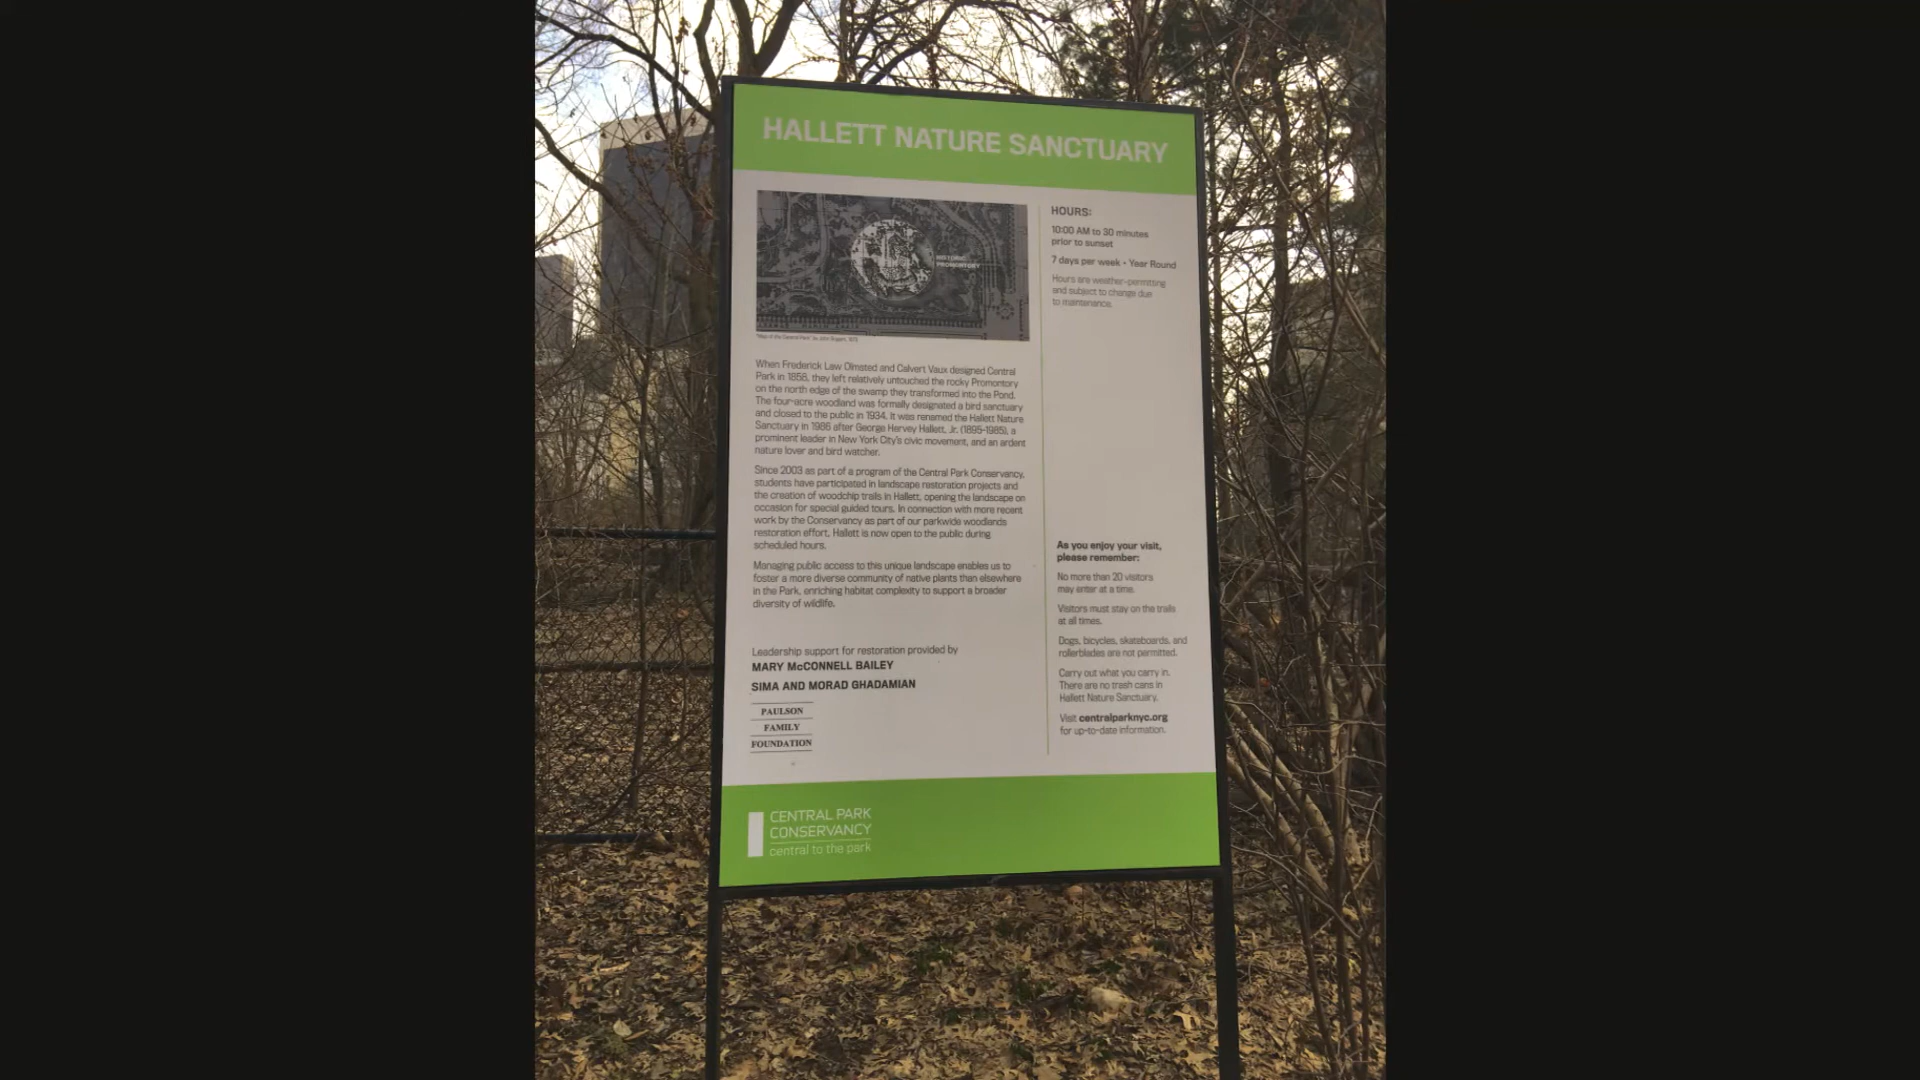 HALLETT NATURE SANCTUARY
HISTORIC
PROMONTORY
"Map of the Central Park" by John Bogart, 1873
When Frederick Law Olmsted and Calvert Vaux designed Central
Park in 1858, they left relatively untouched the rocky Promontory
on the north edge of the swamp they transformed into the Pond.
The four-acre woodland was formally designated a bird sanctuary
and closed to the public in 1934. It was renamed the Hallett Nature
Sanctuary in 1986 after George Hervey Hallett, Jr. (1895-1985), a
prominent leader in New York City's civic movement, and an ardent
nature lover and bird watcher.
Since 2003 as part of a program of the Central Park Conservancy,
students have participated in landscape restoration projects and
the creation of woodchip trails in Hallett, opening the landscape on
occasion for special guided tours. In connection with more recent
work by the Conservancy as part of our parkwide woodlands
restoration effort, Hallett is now open to the public during
scheduled hours.
Managing public access to this unique landscape enables us to
foster a more diverse community of native plants than elsewhere
in the Park, enriching habitat complexity to support a broader
diversity of wildlife.
Leadership support for restoration provided by
MARY McCONNELL BAILEY
SIMA AND MORAD GHADAMIAN
PAULSON
FAMILY
FOUNDATION
HOURS:
10:00 AM to 30 minutes
prior to sunset
7 days per week • Year Round
Hours are weather-permitting
and subject to change due
to maintenance.
As you enjoy your visit,
please remember:
No more than 20 visitors
may enter at a time.
Visitors must stay on the trails
at all times.
Dogs, bicycles, skateboards, and
rollerblades are not permitted.
Carry out what you carry in.
There are no trash cans in
Hallett Nature Sanctuary.
Visit centralparknyc.org
for up-to-date information.
CENTRAL PARK
CONSERVANCY
central to the park